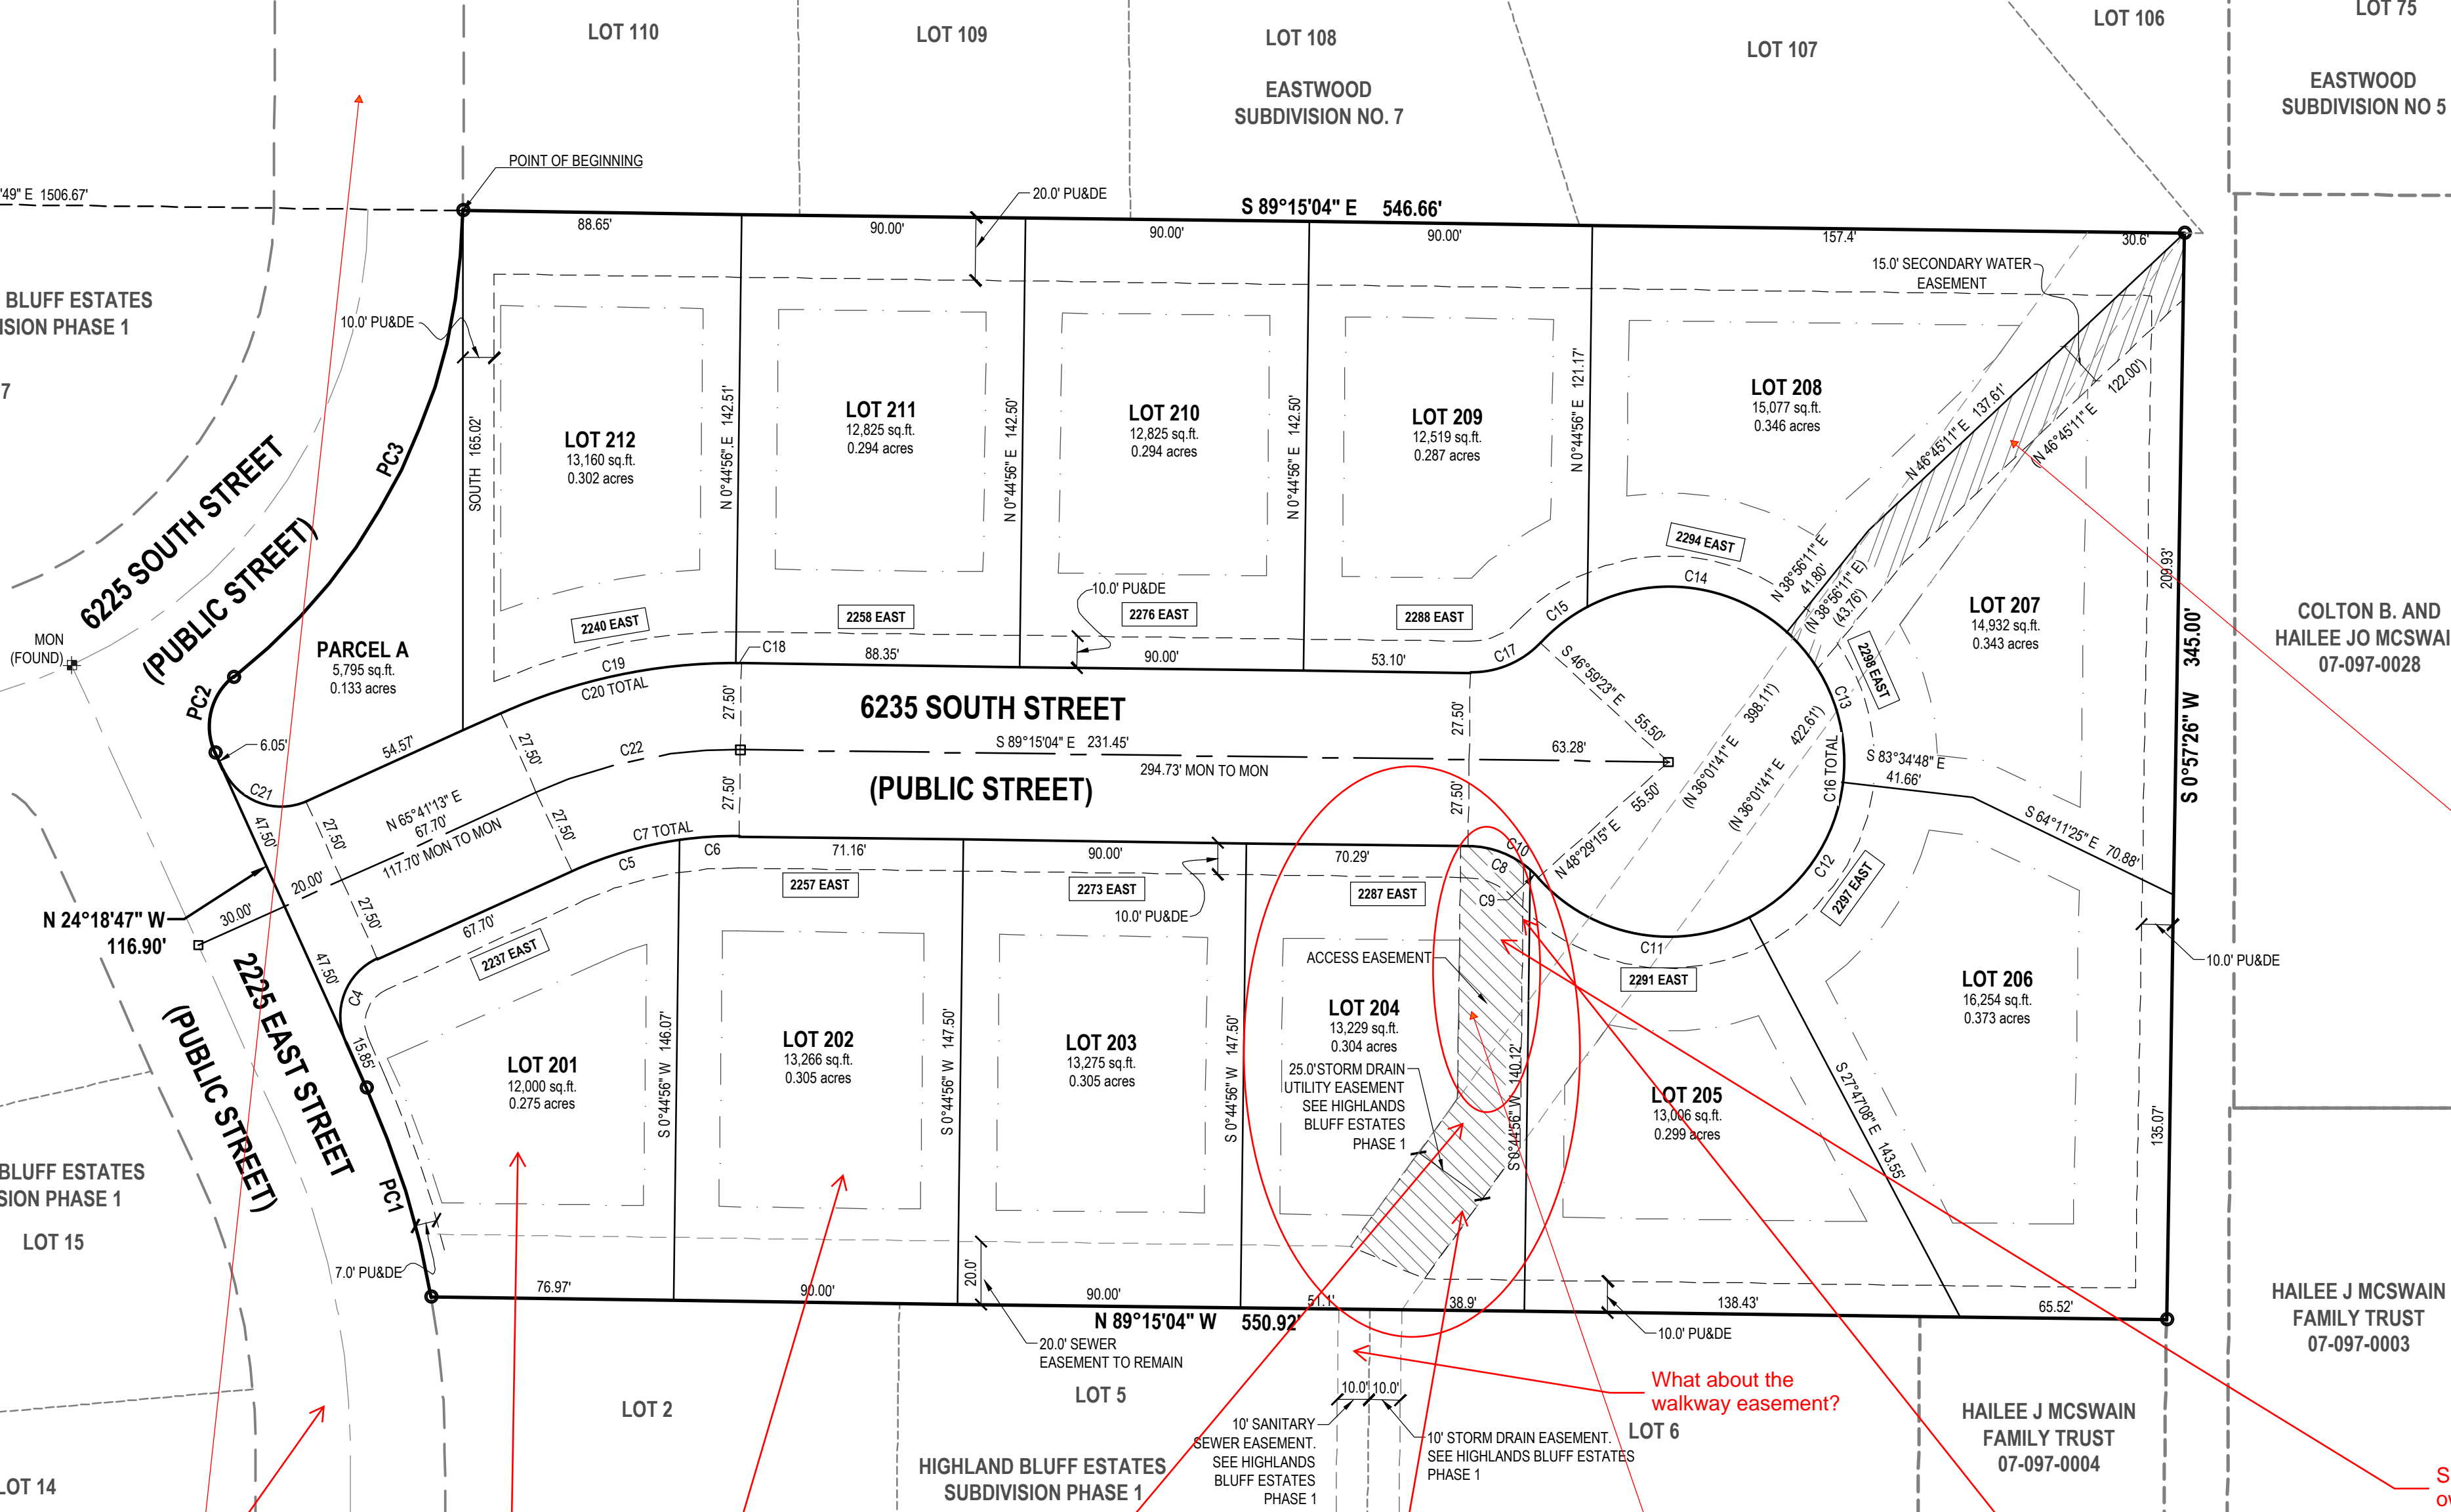 LOT 110
LOT 109
LOT 108
LOT 107
LOT 106
LOT 75
EASTWOOD
SUBDIVISION NO. 7
EASTWOOD
SUBDIVISION NO 5
POINT OF BEGINNING
'49" E 1506.67'
20.0' PU&DE
S 89°15'04" E 546.66'
88.65'
90.00'
90.00'
90.00'
157.4'
30.6'
15.0' SECONDARY WATER
EASEMENT
BLUFF ESTATES
ISION PHASE 1
7
10.0' PU&DE
SOUTH 165.02'
N 0°44'56" E 142.51'
N 0°44'56" E 142.50'
N 0°44'56" E 142.50'
N 0°44'56" E 121.17'
LOT 212
13,160 sq.ft.
0.302 acres
LOT 211
12,825 sq.ft.
0.294 acres
LOT 210
12,825 sq.ft.
0.294 acres
LOT 209
12,519 sq.ft.
0.287 acres
LOT 208
15,077 sq.ft.
0.346 acres
N 46°45'11" E 137.61'
(N 46°45'11" E 122.00')
PC3
6225 SOUTH STREET
(PUBLIC STREET)
MON
(FOUND)
PARCEL A
5,795 sq.ft.
0.133 acres
PC2
6.05'
C21
54.57'
2240 EAST
2258 EAST
10.0' PU&DE
2276 EAST
2288 EAST
2294 EAST
C14
C15
C17
N 38°56'11" E
41.80'
(N 38°56'11" E)
(43.76')
LOT 207
14,932 sq.ft.
0.343 acres
209.93'
2298 EAST
C13
COLTON B. AND
HAILEE JO MCSWAI
07-097-0028
S 0°57'26" W 345.00'
C19
C20 TOTAL
C18
88.35'
90.00'
53.10'
27.50'
27.50'
6235 SOUTH STREET
S 89°15'04" E 231.45'
294.73' MON TO MON
(PUBLIC STREET)
63.28'
S 46°59'23" E 55.50'
N 48°29'15" E 55.50'
(N 36°01'41" E 398.11')
(N 36°01'41" E 422.61')
C16 TOTAL
S 83°34'48" E
41.66'
S 64°11'25" E 70.88'
C22
27.50'
27.50'
27.50'
27.50'
27.50'
27.50'
47.50'
N 65°41'13" E
67.70'
117.70' MON TO MON
20.00'
30.00'
N 24°18'47" W
116.90'
47.50'
67.70'
C4
C5
C6
C7 TOTAL
71.16'
90.00'
70.29'
C8
C10
C9
C11
C12
2237 EAST
2257 EAST
2273 EAST
10.0' PU&DE
2287 EAST
2291 EAST
2297 EAST
10.0' PU&DE
2225 EAST STREET
(PUBLIC STREET)
15.85'
PC1
LOT 201
12,000 sq.ft.
0.275 acres
S 0°44'56" W 146.07'
LOT 202
13,266 sq.ft.
0.305 acres
S 0°44'56" W 147.50'
LOT 203
13,275 sq.ft.
0.305 acres
S 0°44'56" W 147.50'
ACCESS EASEMENT
LOT 204
13,229 sq.ft.
0.304 acres
25.0'STORM DRAIN
UTILITY EASEMENT
SEE HIGHLANDS
BLUFF ESTATES
PHASE 1
S 0°44'56" W 140.12'
LOT 205
13,006 sq.ft.
0.299 acres
S 27°47'08" E 143.55'
LOT 206
16,254 sq.ft.
0.373 acres
135.07'
BLUFF ESTATES
SION PHASE 1
LOT 15
7.0' PU&DE
76.97'
90.00'
20.0'
90.00'
51.1'
38.9'
138.43'
65.52'
N 89°15'04" W 550.92'
20.0' SEWER
EASEMENT TO REMAIN
10.0' PU&DE
HAILEE J MCSWAIN
FAMILY TRUST
07-097-0003
What about the
walkway easement?
10.0'
10.0'
LOT 2
LOT 5
LOT 6
10' SANITARY
SEWER EASEMENT.
SEE HIGHLANDS
BLUFF ESTATES
PHASE 1
10' STORM DRAIN EASEMENT.
SEE HIGHLANDS BLUFF ESTATES
PHASE 1
HAILEE J MCSWAIN
FAMILY TRUST
07-097-0004
HIGHLAND BLUFF ESTATES
SUBDIVISION PHASE 1
LOT 14
S
ov